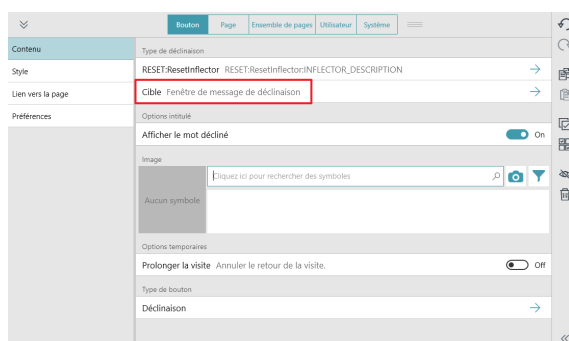 Bouton Page Ensemble de pages Utilisateur Système
Contenu
Style
Lien vers la page
Préférences
Type de déclinaison
RESET:ResetInflector RESET:ResetInflector:INFLECTOR_DESCRIPTION
Cible Fenêtre de message de déclinaison
Options intitulé
Afficher le mot décliné On
Image
Cliquez ici pour rechercher des symboles
Aucun symbole
Options temporaires
Prolonger la visite Annuler le retour de la visite. Off
Type de bouton
Déclinaison